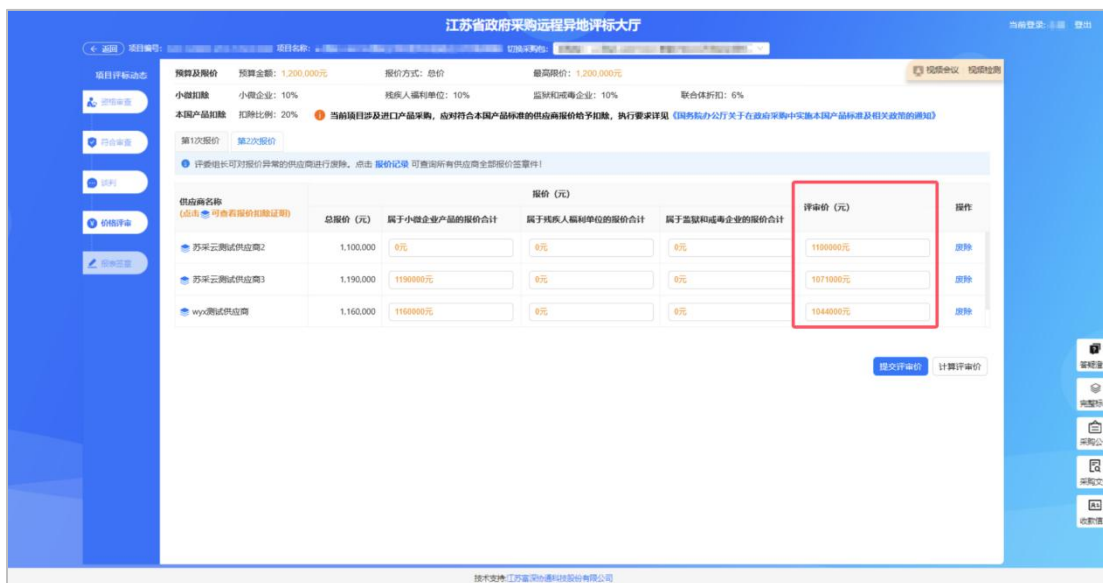 江苏省政府采购远程异地评标大厅
当前登录: 登出
返回 项目编号: 项目名称: 切换采购包:
项目评标动态
资格审查
符合审查
谈判
价格评审
报表签章
预算及限价 预算金额: 1,200,000元 报价方式: 总价 最高限价: 1,200,000元
视频会议 视频检测
小微扣除 小微企业: 10% 残疾人福利单位: 10% 监狱和戒毒企业: 10% 联合体折扣: 6%
本国产品扣除 扣除比例: 20% 当前项目涉及进口产品采购, 应对符合本国产品标准的供应商报价给予扣除, 执行要求详见《国务院办公厅关于在政府采购中实施本国产品标准及相关政策的通知》
第1次报价 第2次报价
评委组长可对报价异常的供应商进行废除。点击 报价记录 可查询所有供应商全部报价签章件!
供应商名称
(点击 可查看报价扣除证明)
报价 (元)
评审价 (元)
操作
总报价 (元) 属于小微企业产品的报价合计 属于残疾人福利单位的报价合计 属于监狱和戒毒企业的报价合计
苏采云测试供应商2 1,100,000 0元 0元 0元 1100000元 废除
苏采云测试供应商3 1,190,000 1190000元 0元 0元 1071000元 废除
wyx测试供应商 1,160,000 1160000元 0元 0元 1044000元 废除
提交评审价 计算评审价
答疑澄
完整标
采购公
采购文
收款信
技术支持:江苏富深协通科技股份有限公司